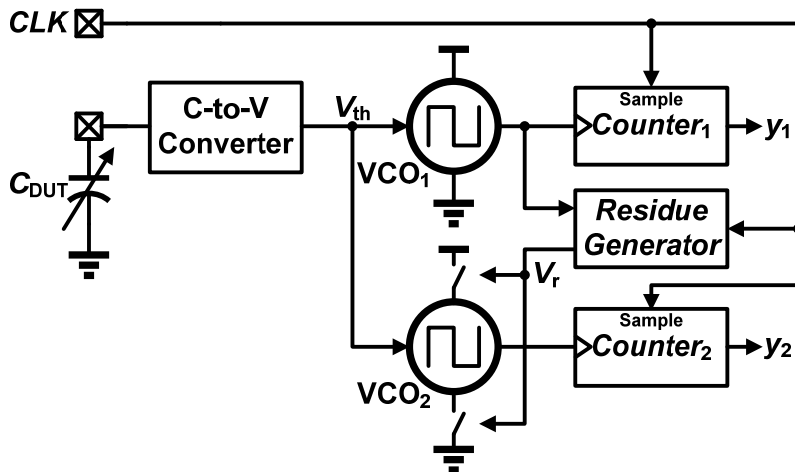 CLK
C-to-V
Converter
Vth
VCO1
Sample
Counter1
y1
CDUT
Residue
Generator
Vr
VCO2
Sample
Counter2
y2